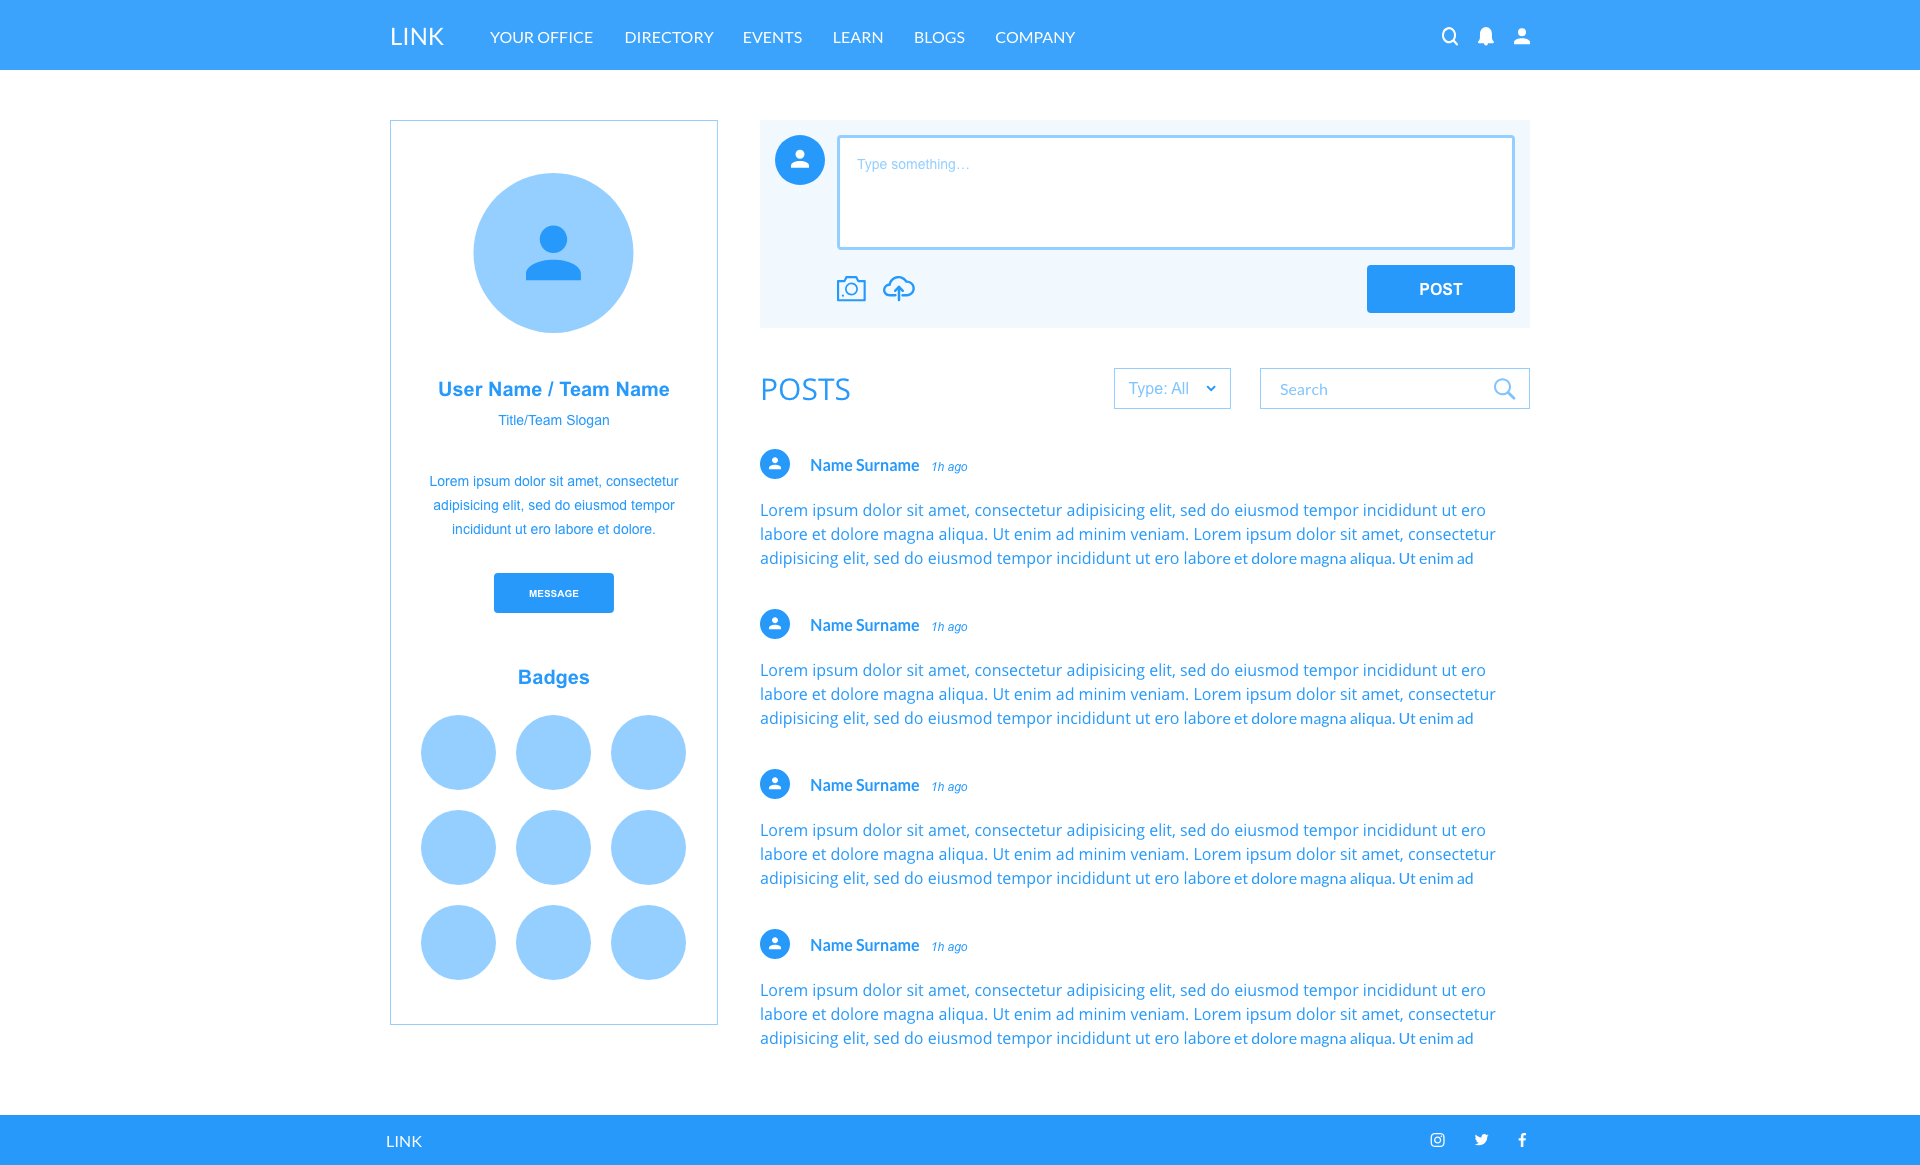 LINK YOUR OFFICE DIRECTORY EVENTS LEARN BLOGS COMPANY
User Name / Team Name
Title/Team Slogan
Lorem ipsum dolor sit amet, consectetur
adipisicing elit, sed do eiusmod tempor
incididunt ut ero labore et dolore.
MESSAGE
Badges
Type something...
POST
POSTS
Type: All
Search
Name Surname 1h ago
Lorem ipsum dolor sit amet, consectetur adipisicing elit, sed do eiusmod tempor incididunt ut ero
labore et dolore magna aliqua. Ut enim ad minim veniam. Lorem ipsum dolor sit amet, consectetur
adipisicing elit, sed do eiusmod tempor incididunt ut ero labore et dolore magna aliqua. Ut enim ad
Name Surname 1h ago
Lorem ipsum dolor sit amet, consectetur adipisicing elit, sed do eiusmod tempor incididunt ut ero
labore et dolore magna aliqua. Ut enim ad minim veniam. Lorem ipsum dolor sit amet, consectetur
adipisicing elit, sed do eiusmod tempor incididunt ut ero labore et dolore magna aliqua. Ut enim ad
Name Surname 1h ago
Lorem ipsum dolor sit amet, consectetur adipisicing elit, sed do eiusmod tempor incididunt ut ero
labore et dolore magna aliqua. Ut enim ad minim veniam. Lorem ipsum dolor sit amet, consectetur
adipisicing elit, sed do eiusmod tempor incididunt ut ero labore et dolore magna aliqua. Ut enim ad
Name Surname 1h ago
Lorem ipsum dolor sit amet, consectetur adipisicing elit, sed do eiusmod tempor incididunt ut ero
labore et dolore magna aliqua. Ut enim ad minim veniam. Lorem ipsum dolor sit amet, consectetur
adipisicing elit, sed do eiusmod tempor incididunt ut ero labore et dolore magna aliqua. Ut enim ad
LINK